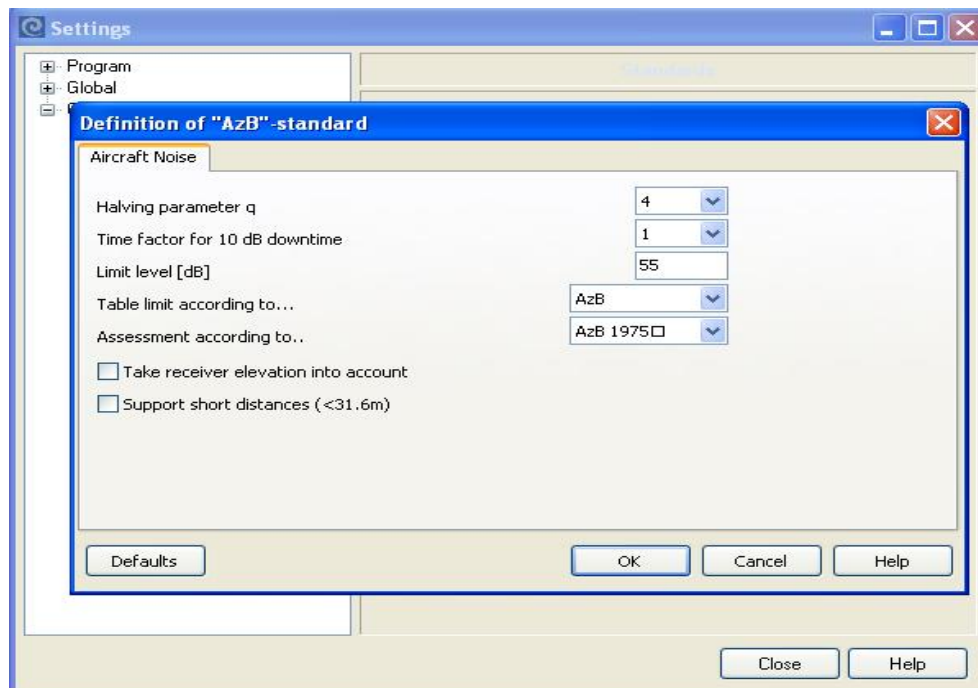 Settings
Program
Global
Definition of "AzB"-standard
Aircraft Noise
Halving parameter q
4
Time factor for 10 dB downtime
1
Limit level [dB]
55
Table limit according to...
AzB
Assessment according to..
AzB 1975□
Take receiver elevation into account
Support short distances (<31.6m)
Defaults
OK
Cancel
Help
Close
Help